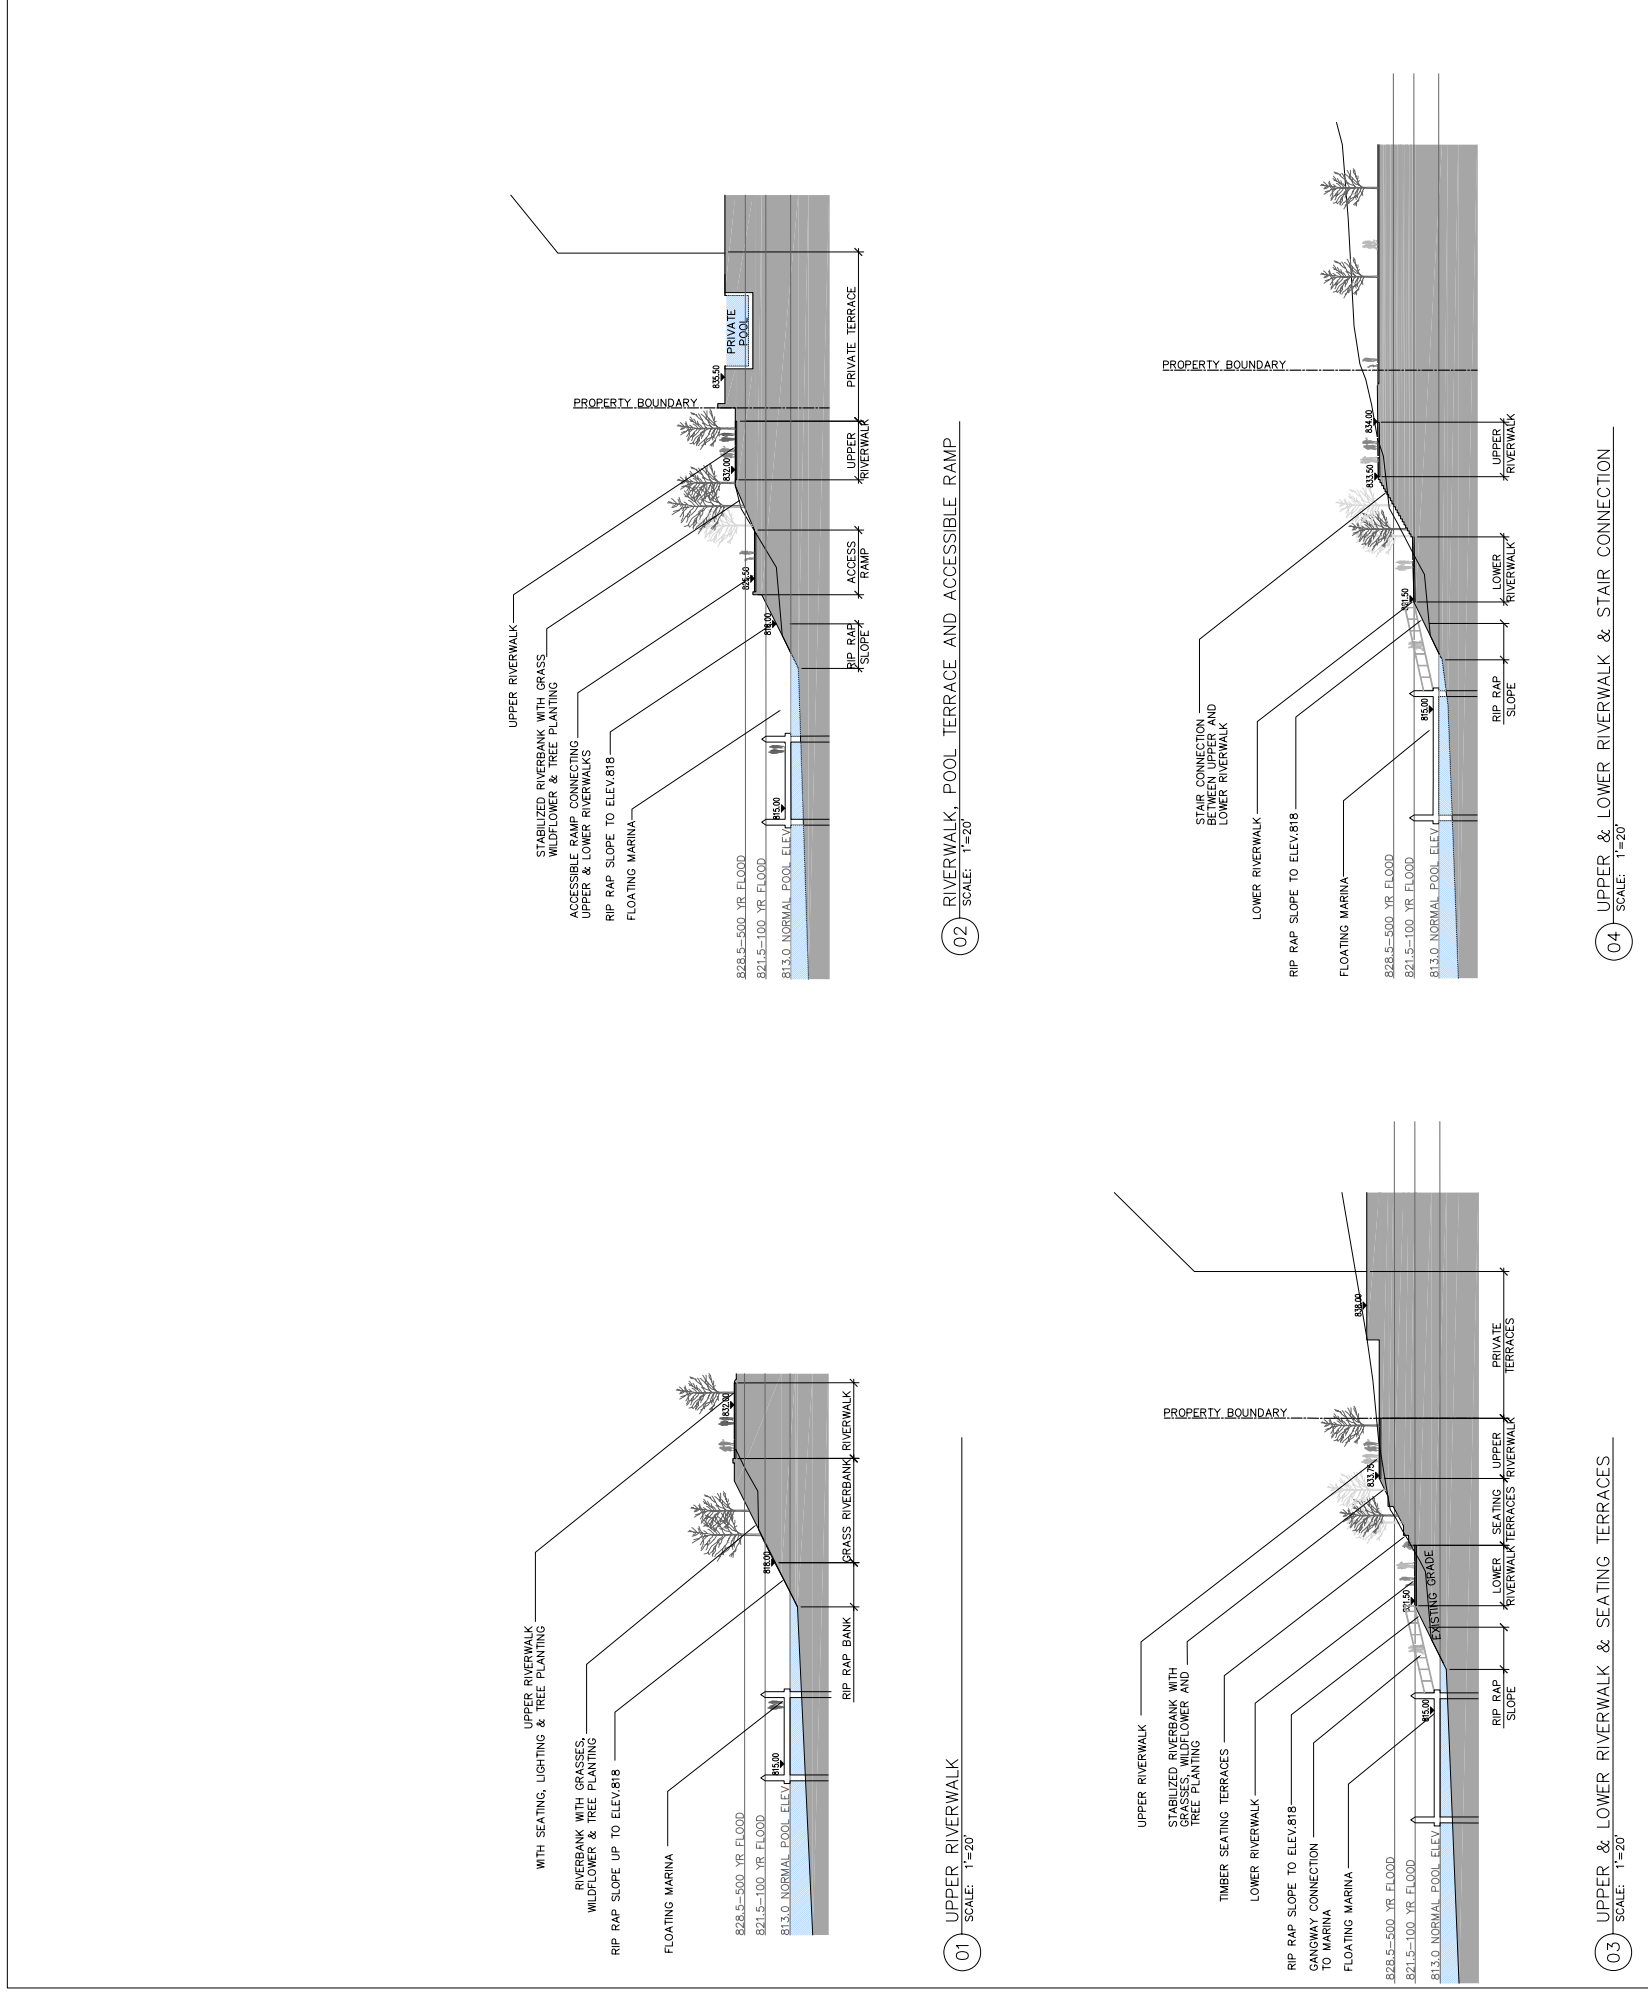 UPPER RIVERWALK
WITH SEATING, LIGHTING & TREE PLANTING
RIVERBANK WITH GRASSES,
WILDFLOWER & TREE PLANTING
RIP RAP SLOPE UP TO ELEV.818
FLOATING MARINA
828.5-500 YR FLOOD
821.5-100 YR FLOOD
813.0 NORMAL POOL ELEV
815.00
818.00
832.00
RIP RAP BANK
GRASS RIVERBANK
RIVERWALK
01
UPPER RIVERWALK
SCALE: 1"=20'
UPPER RIVERWALK
STABILIZED RIVERBANK WITH GRASS
WILDFLOWER & TREE PLANTING
ACCESSIBLE RAMP CONNECTING
UPPER & LOWER RIVERWALKS
RIP RAP SLOPE TO ELEV.818
FLOATING MARINA
PROPERTY BOUNDARY
828.5-500 YR FLOOD
821.5-100 YR FLOOD
813.0 NORMAL POOL ELEV
815.00
818.00
832.00
835.50
PRIVATE
POOL
RIP RAP
SLOPE
ACCESS
RAMP
UPPER
RIVERWALK
PRIVATE TERRACE
02
RIVERWALK, POOL TERRACE AND ACCESSIBLE RAMP
SCALE: 1"=20'
PROPERTY BOUNDARY
UPPER RIVERWALK
STABILIZED RIVERBANK WITH
GRASSES, WILDFLOWER AND
TREE PLANTING
TIMBER SEATING TERRACES
LOWER RIVERWALK
RIP RAP SLOPE TO ELEV.818
GANGWAY CONNECTION
TO MARINA
FLOATING MARINA
828.5-500 YR FLOOD
821.5-100 YR FLOOD
813.0 NORMAL POOL ELEV
815.00
821.50
833.75
838.00
EXISTING GRADE
RIP RAP
SLOPE
LOWER
RIVERWALK
SEATING
TERRACES
UPPER
RIVERWALK
PRIVATE
TERRACES
03
UPPER & LOWER RIVERWALK & SEATING TERRACES
SCALE: 1"=20'
PROPERTY BOUNDARY
STAIR CONNECTION
BETWEEN UPPER AND
LOWER RIVERWALK
LOWER RIVERWALK
RIP RAP SLOPE TO ELEV.818
FLOATING MARINA
828.5-500 YR FLOOD
821.5-100 YR FLOOD
813.0 NORMAL POOL ELEV
815.00
821.50
833.50
834.00
RIP RAP
SLOPE
LOWER
RIVERWALK
UPPER
RIVERWALK
04
UPPER & LOWER RIVERWALK & STAIR CONNECTION
SCALE: 1"=20'